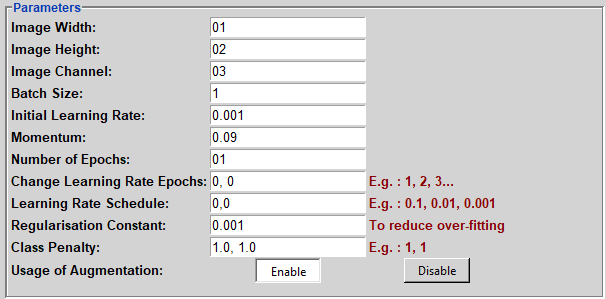 Parameters
Image Width: 01
Image Height: 02
Image Channel: 03
Batch Size: 1
Initial Learning Rate: 0.001
Momentum: 0.09
Number of Epochs: 01
Change Learning Rate Epochs: 0, 0 E.g. : 1, 2, 3...
Learning Rate Schedule: 0,0 E.g. : 0.1, 0.01, 0.001
Regularisation Constant: 0.001 To reduce over-fitting
Class Penalty: 1.0, 1.0 E.g. : 1, 1
Usage of Augmentation: Enable Disable